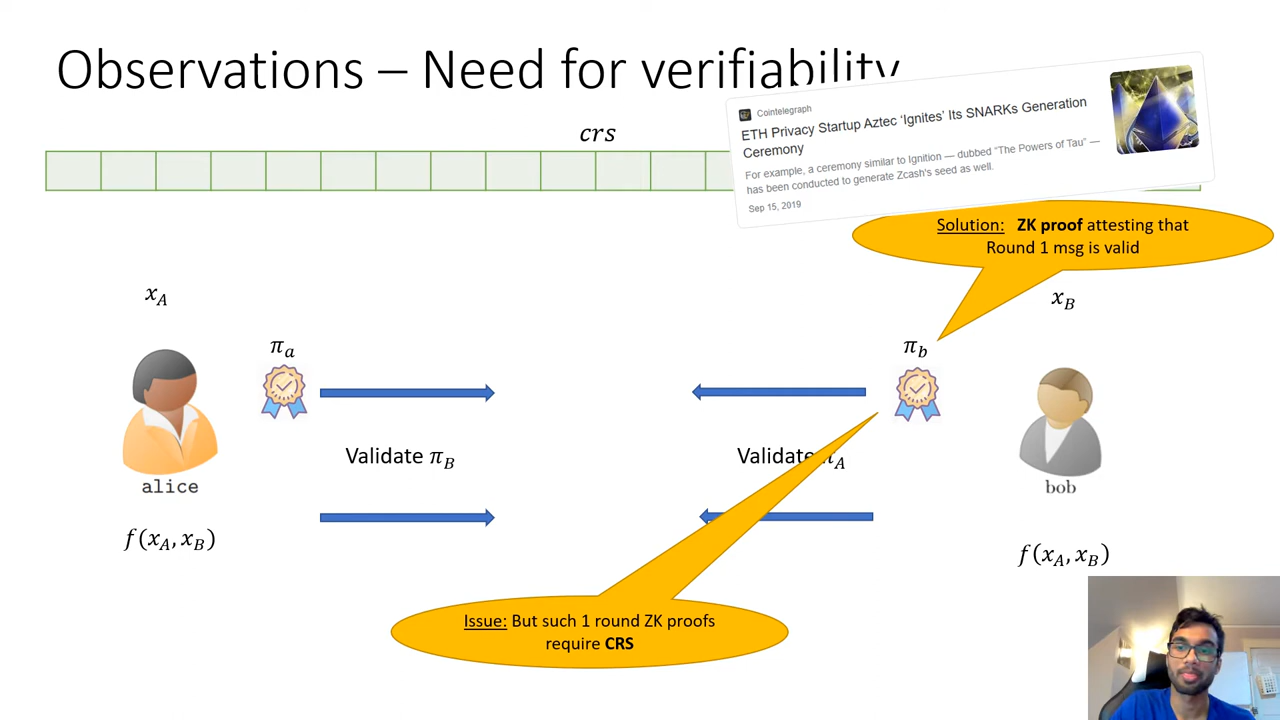 Observations – Need for verifiability
crs
Cointelegraph
ETH Privacy Startup Aztec ‘Ignites’ Its SNARKs Generation
Ceremony
For example, a ceremony similar to Ignition — dubbed “The Powers of Tau” —
has been conducted to generate Zcash's seed as well.
Sep 15, 2019
Solution: ZK proof attesting that
Round 1 msg is valid
x_A
x_B
π_a
π_b
Validate π_B
Validate π_A
alice
bob
f(x_A, x_B)
f(x_A, x_B)
Issue: But such 1 round ZK proofs
require CRS